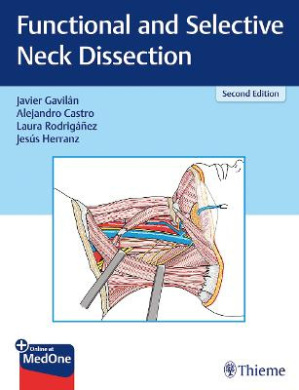 Functional and Selective
Neck Dissection
Second Edition
Javier Gavilán
Alejandro Castro
Laura Rodrigáñez
Jesús Herranz
+ Online at
MedOne
Thieme